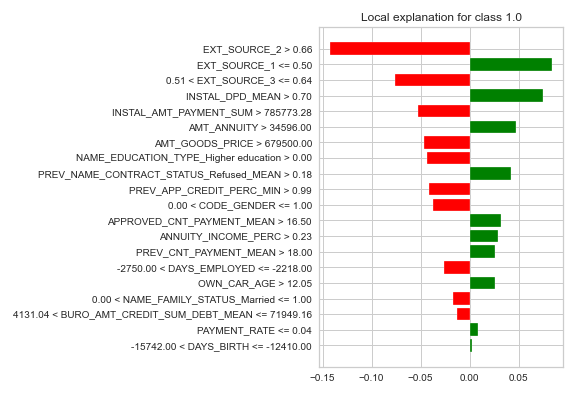 Local explanation for class 1.0
EXT_SOURCE_2 > 0.66
EXT_SOURCE_1 <= 0.50
0.51 < EXT_SOURCE_3 <= 0.64
INSTAL_DPD_MEAN > 0.70
INSTAL_AMT_PAYMENT_SUM > 785773.28
AMT_ANNUITY > 34596.00
AMT_GOODS_PRICE > 679500.00
NAME_EDUCATION_TYPE_Higher education > 0.00
PREV_NAME_CONTRACT_STATUS_Refused_MEAN > 0.18
PREV_APP_CREDIT_PERC_MIN > 0.99
0.00 < CODE_GENDER <= 1.00
APPROVED_CNT_PAYMENT_MEAN > 16.50
ANNUITY_INCOME_PERC > 0.23
PREV_CNT_PAYMENT_MEAN > 18.00
-2750.00 < DAYS_EMPLOYED <= -2218.00
OWN_CAR_AGE > 12.05
0.00 < NAME_FAMILY_STATUS_Married <= 1.00
4131.04 < BURO_AMT_CREDIT_SUM_DEBT_MEAN <= 71949.16
PAYMENT_RATE <= 0.04
-15742.00 < DAYS_BIRTH <= -12410.00
−0.15 −0.10 −0.05 0.00 0.05